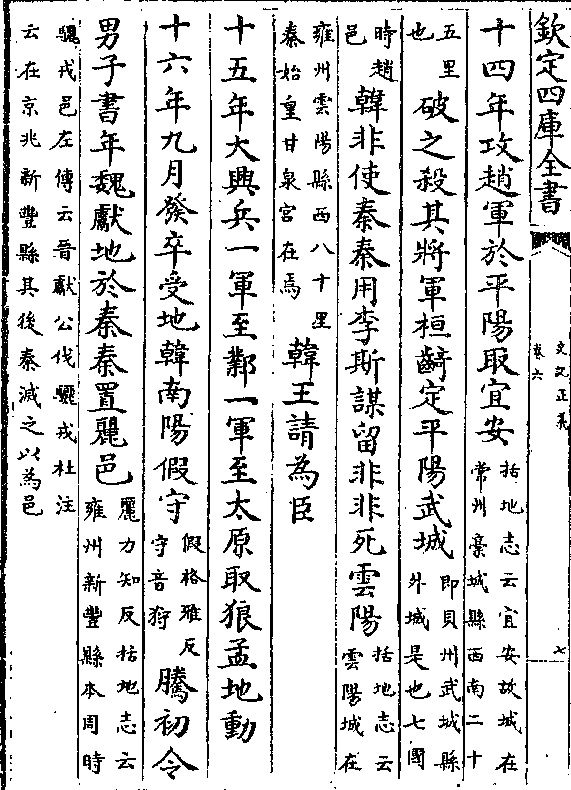 欽定四庫全書
史記正義
卷六
七
十四年攻趙軍於平陽取宜安
括地志云宜安故城在
常州豪城縣西南二十
五里
也
破之殺其將軍桓齮定平陽武城
即貝州武城縣
外城是也七國
時趙
邑
韓非使秦秦用李斯謀留非非死雲陽
括地志云
雲陽城在
雍州雲陽縣西八十里
秦始皇甘泉宮在焉
韓王請為臣
十五年大興兵一軍至鄴一軍至太原取狼孟地動
十六年九月發卒受地韓南陽假守
假格雅反
守音狩
騰初令
男子書年魏獻地於秦秦置麗邑
麗力知反括地志云
雍州新豐縣本周時
驪戎邑左傳云晉獻公伐驪戎杜注
云在京兆新豐縣其後秦滅之以為邑